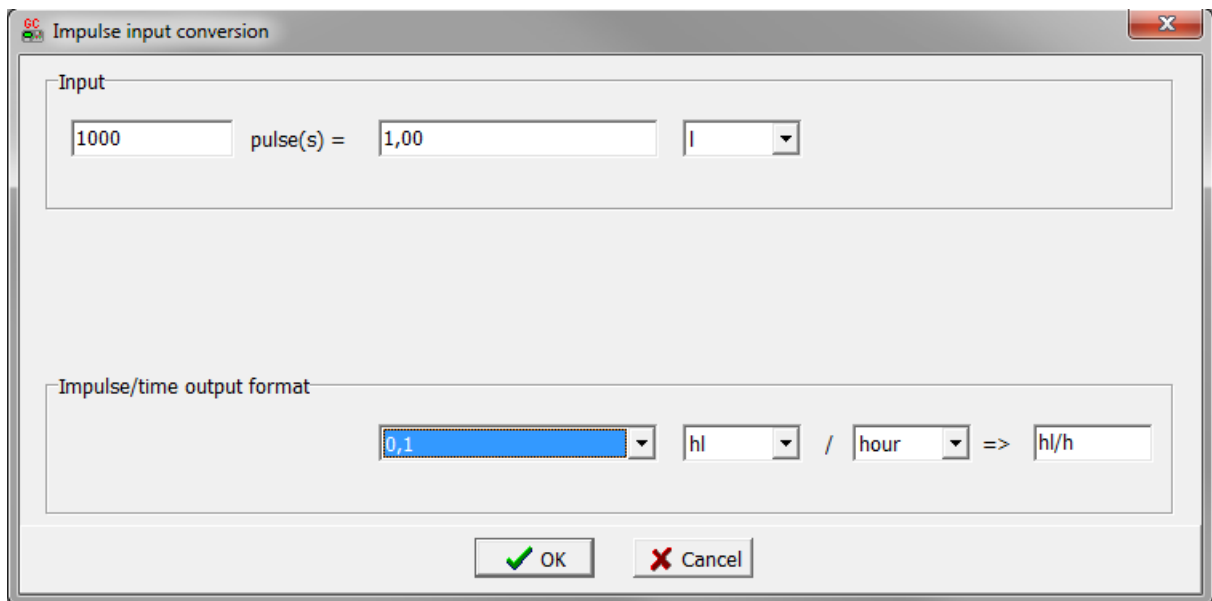 GC Impulse input conversion
Input
1000 pulse(s) = 1,00 l
Impulse/time output format
0,1 hl / hour => hl/h
OK Cancel